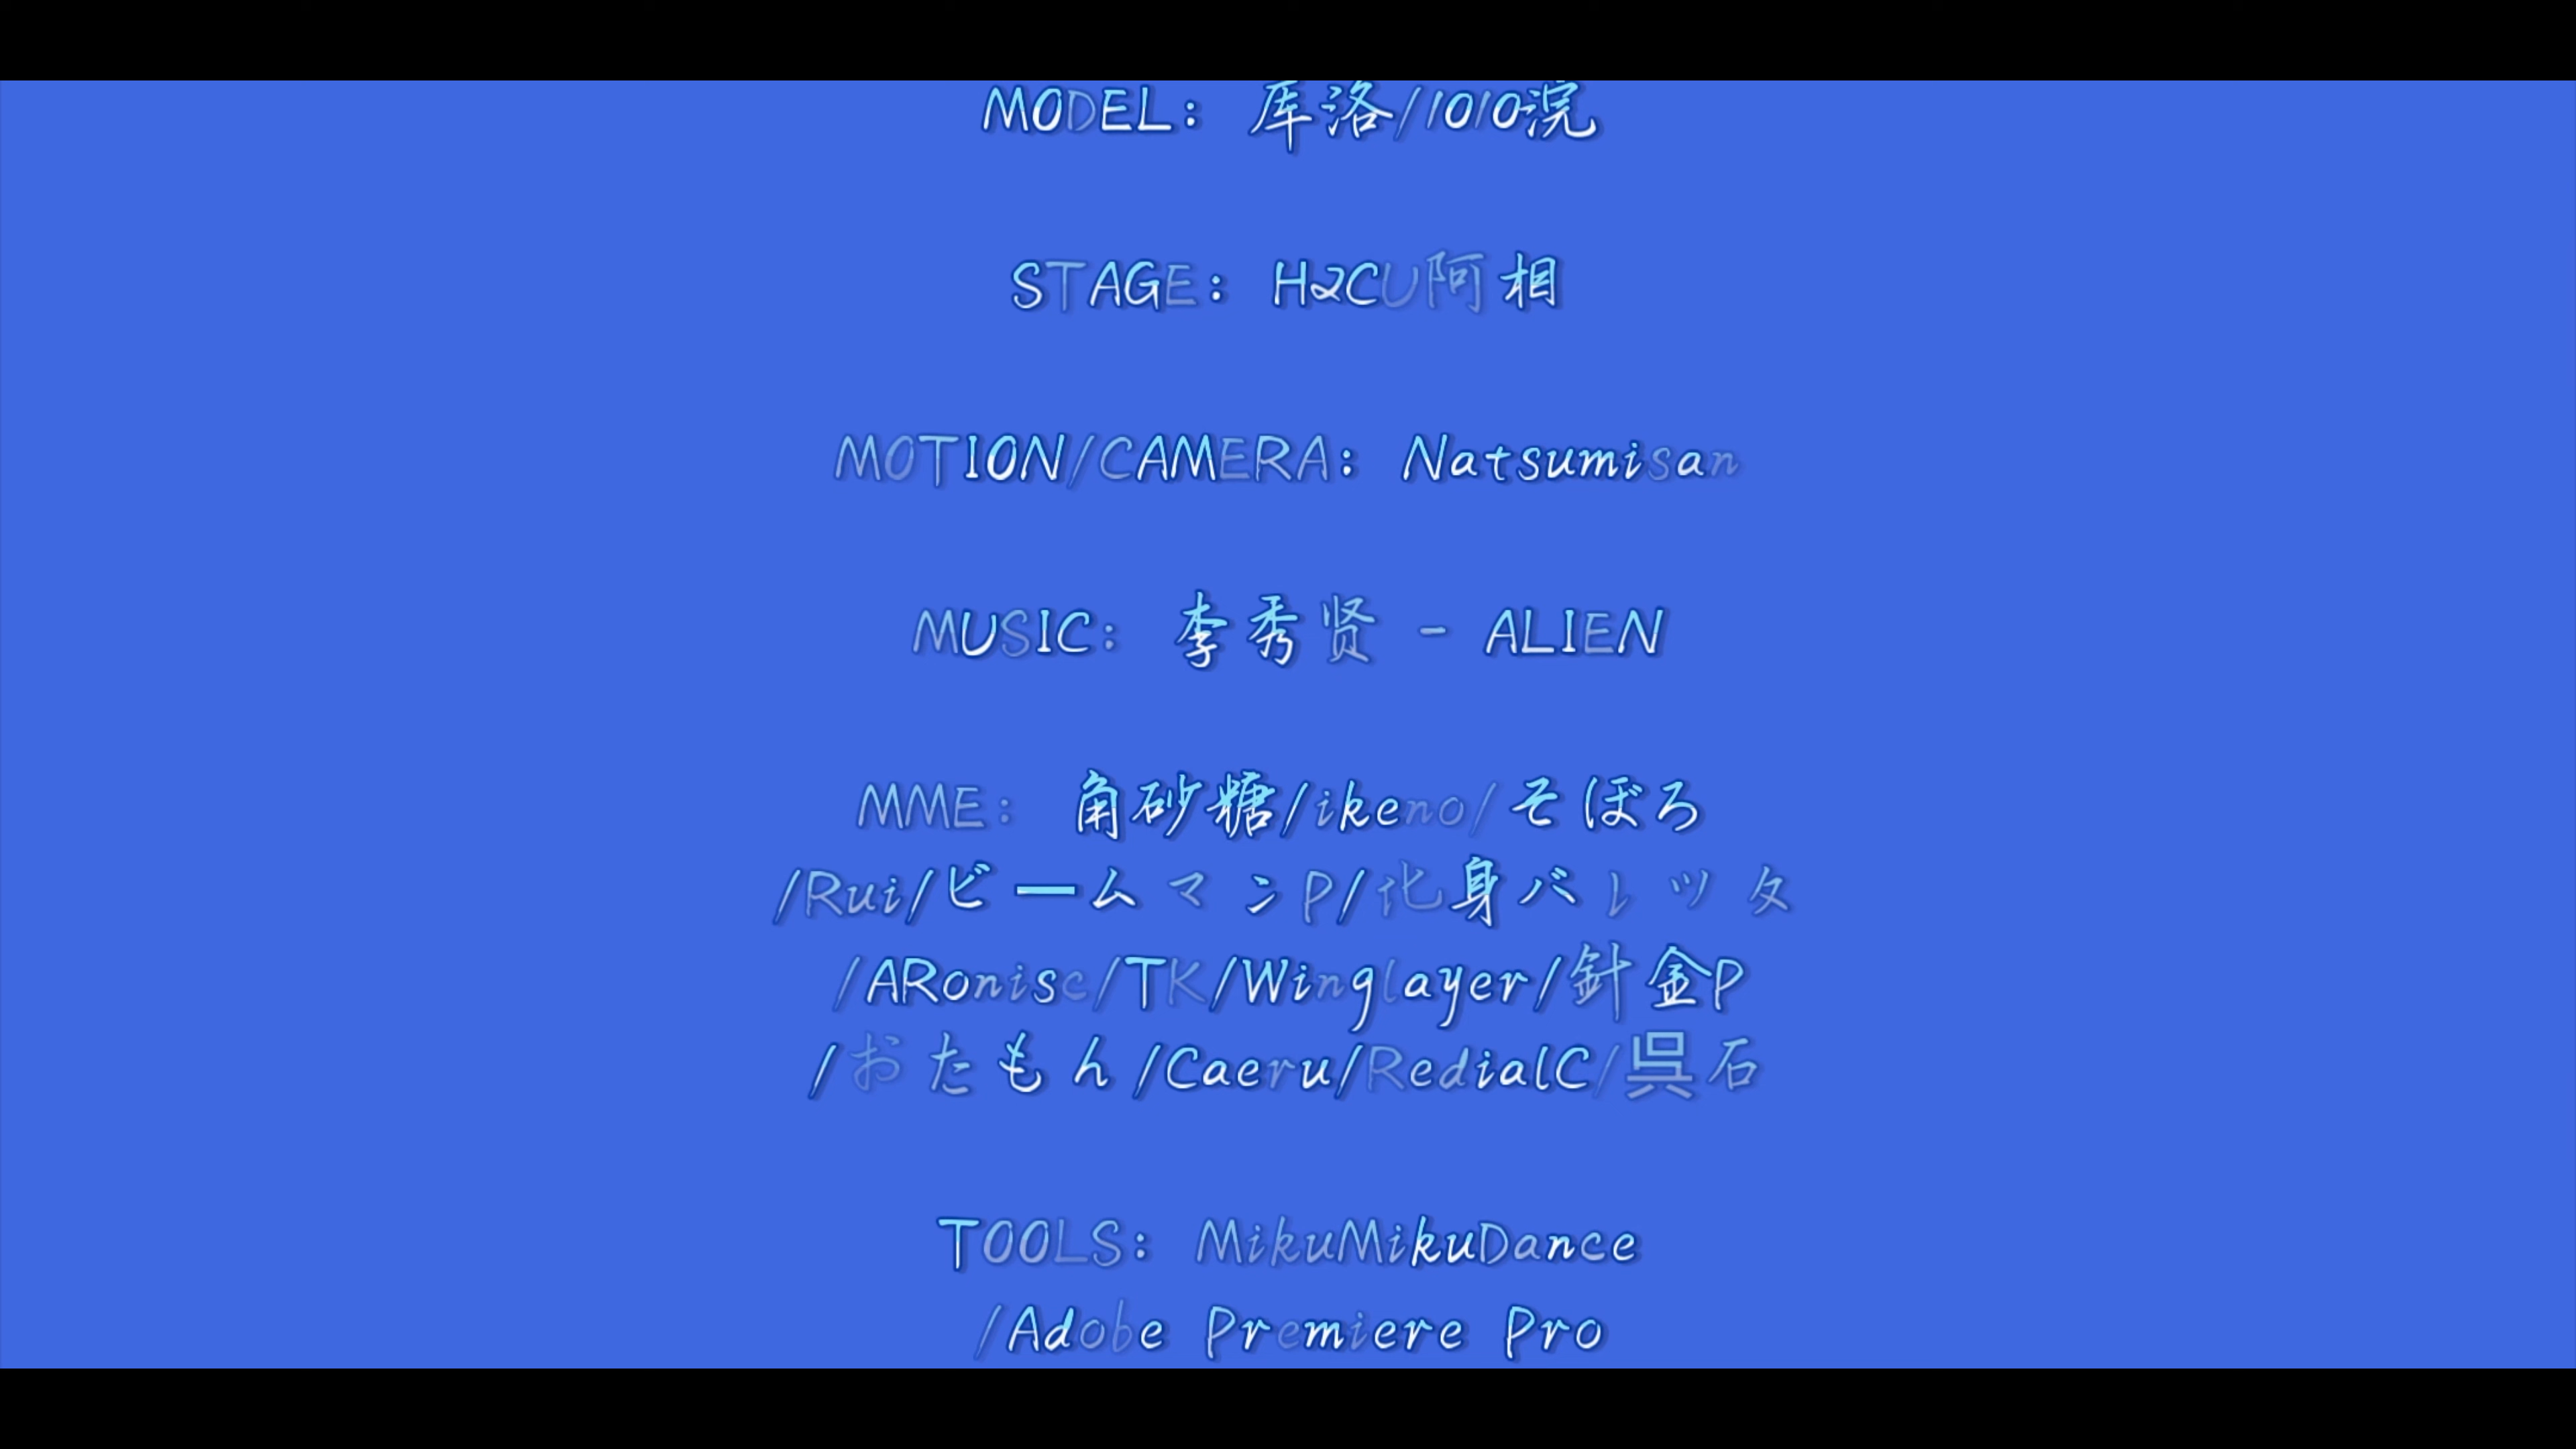 MODEL: 库洛/1010浣
STAGE: H2CU阿相
MOTION/CAMERA: Natsumisan
MUSIC: 李秀贤 - ALIEN
MME: 角砂糖/ikeno/そぼろ
/Rui/ビームマンP/化身バレッタ
/ARonisc/TK/Winglayer/針金P
/おたもん/Caeru/RedialC/呉石
TOOLS: MikuMikuDance
/Adobe Premiere Pro